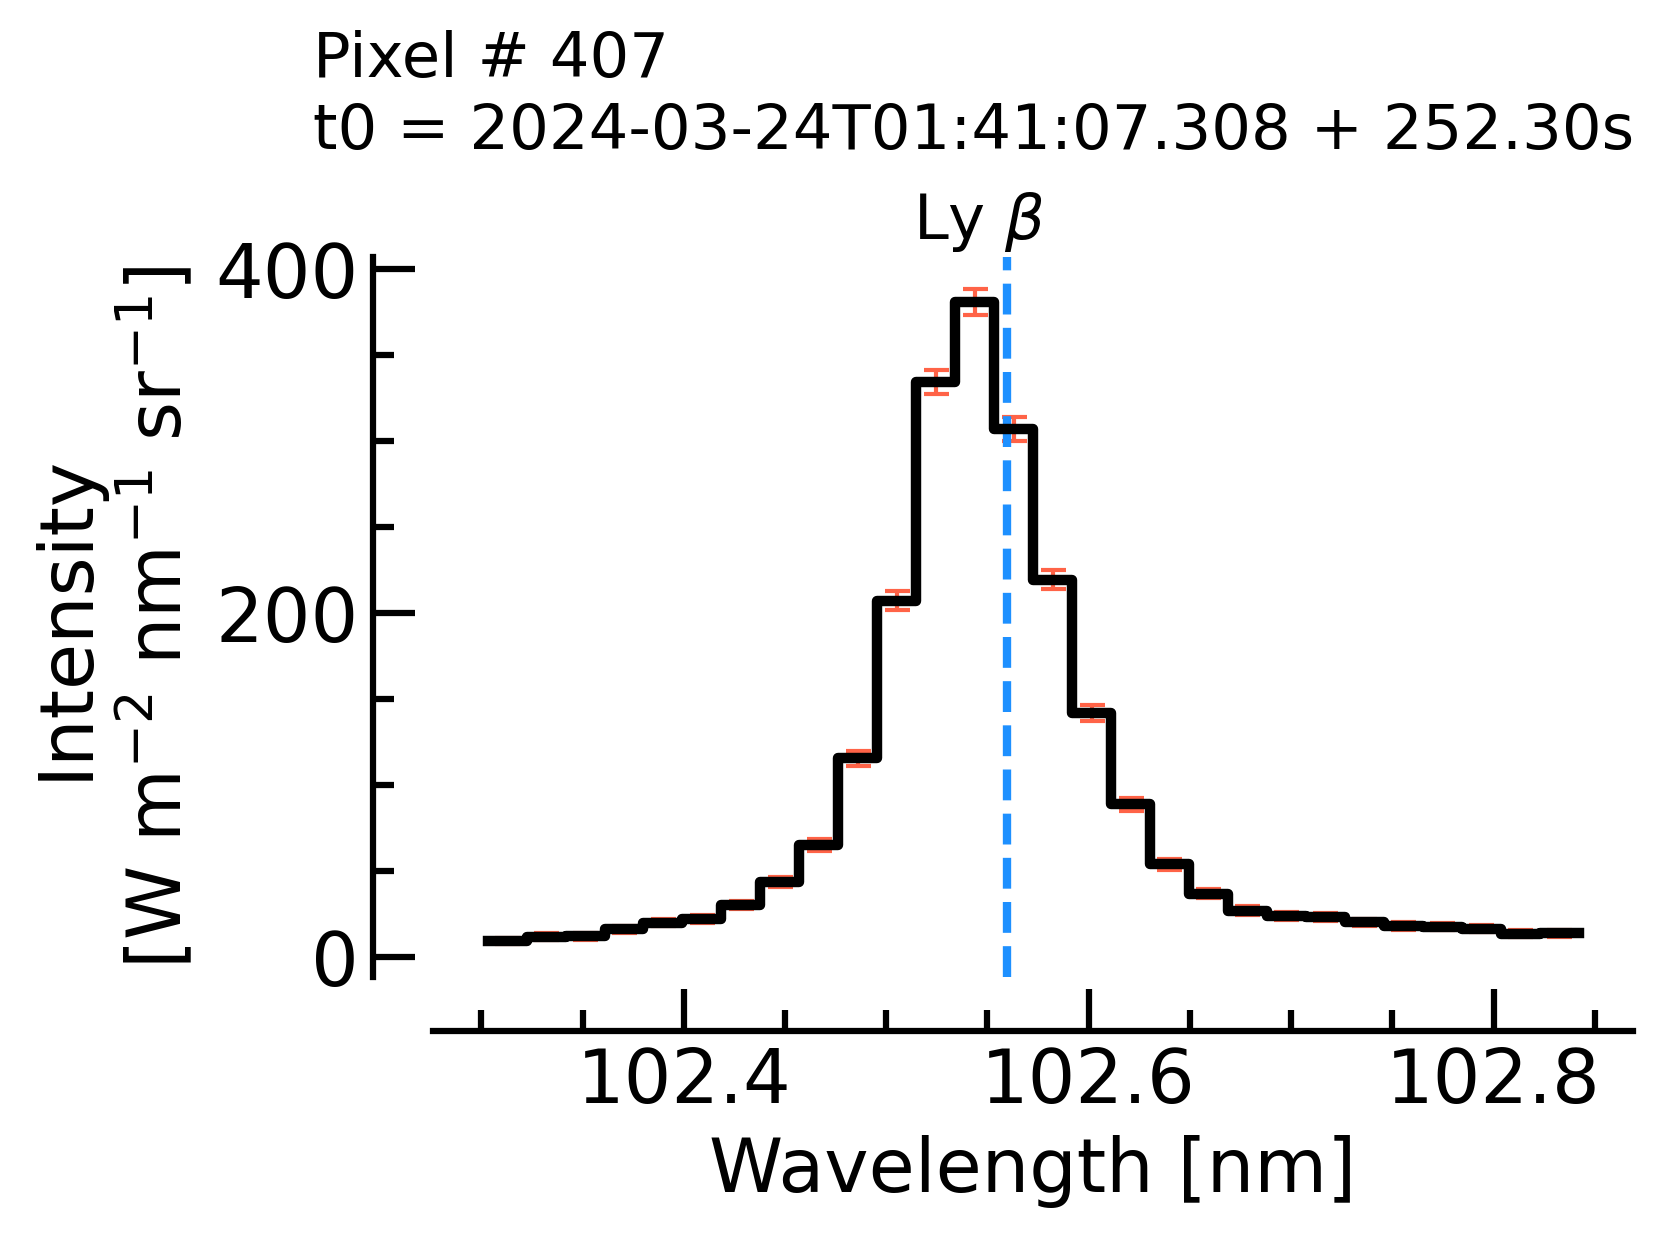 Pixel # 407
t0 = 2024-03-24T01:41:07.308 + 252.30s
Ly β
Intensity
[W m⁻² nm⁻¹ sr⁻¹]
400
200
0
102.4 102.6 102.8
Wavelength [nm]